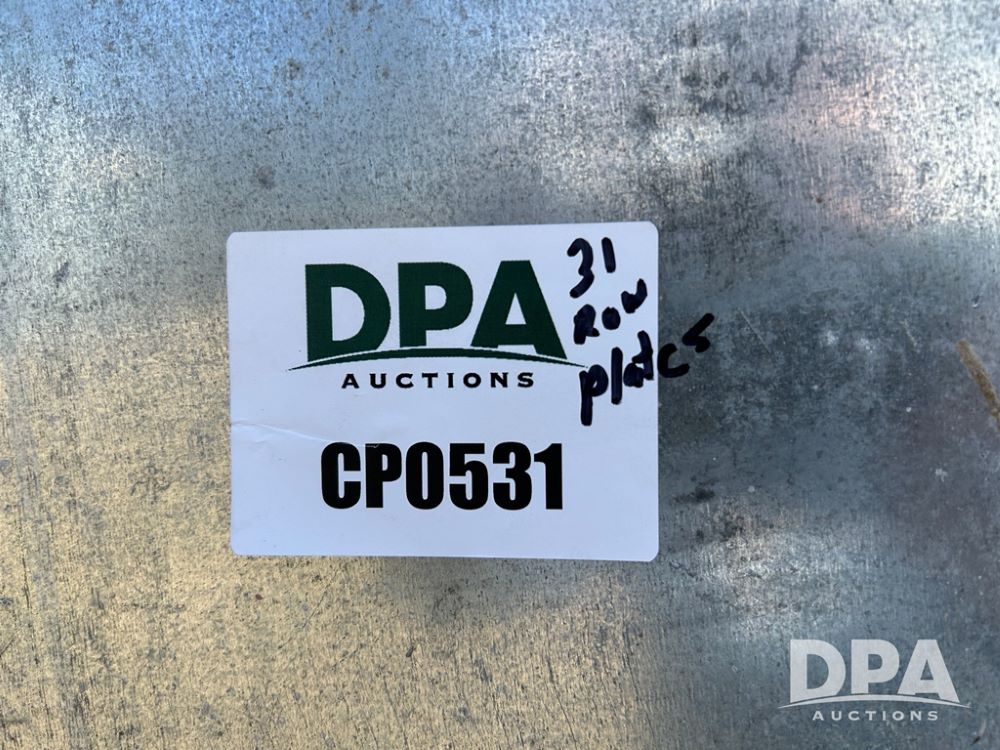 DPA
AUCTIONS
31
Row
plates
CP0531
DPA
AUCTIONS